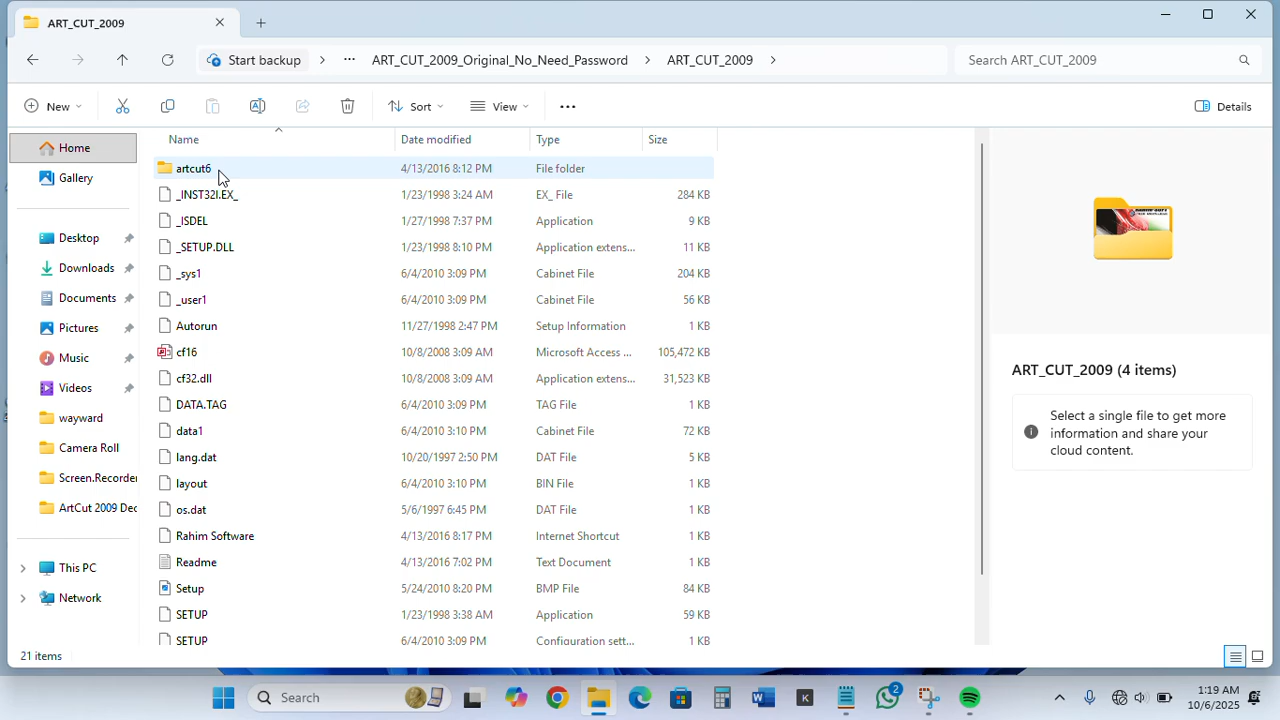 ART_CUT_2009
Start backup
ART_CUT_2009_Original_No_Need_Password
ART_CUT_2009
Search ART_CUT_2009
New
Sort
View
Details
Home
Gallery
Desktop
Downloads
Documents
Pictures
Music
Videos
wayward
Camera Roll
Screen.Recorde
ArtCut 2009 Dec
This PC
Network
Name Date modified Type Size
artcut6 4/13/2016 8:12 PM File folder
_INST32I.EX_ 1/23/1998 3:24 AM EX_ File 284 KB
_ISDEL 1/27/1998 7:37 PM Application 9 KB
_SETUP.DLL 1/23/1998 8:10 PM Application extens... 11 KB
_sys1 6/4/2010 3:09 PM Cabinet File 204 KB
_user1 6/4/2010 3:09 PM Cabinet File 56 KB
Autorun 11/27/1998 2:47 PM Setup Information 1 KB
cf16 10/8/2008 3:09 AM Microsoft Access ... 105,472 KB
cf32.dll 10/8/2008 3:09 AM Application extens... 31,523 KB
DATA.TAG 6/4/2010 3:09 PM TAG File 1 KB
data1 6/4/2010 3:10 PM Cabinet File 72 KB
lang.dat 10/20/1997 2:50 PM DAT File 5 KB
layout 6/4/2010 3:10 PM BIN File 1 KB
os.dat 5/6/1997 6:45 PM DAT File 1 KB
Rahim Software 4/13/2016 8:17 PM Internet Shortcut 1 KB
Readme 4/13/2016 7:02 PM Text Document 1 KB
Setup 5/24/2010 8:20 PM BMP File 84 KB
SETUP 1/23/1998 3:38 AM Application 59 KB
SETUP 6/4/2010 3:09 PM Configuration sett... 1 KB
ART_CUT_2009 (4 items)
Select a single file to get more
information and share your
cloud content.
21 items
Search
2
1:19 AM
10/6/2025